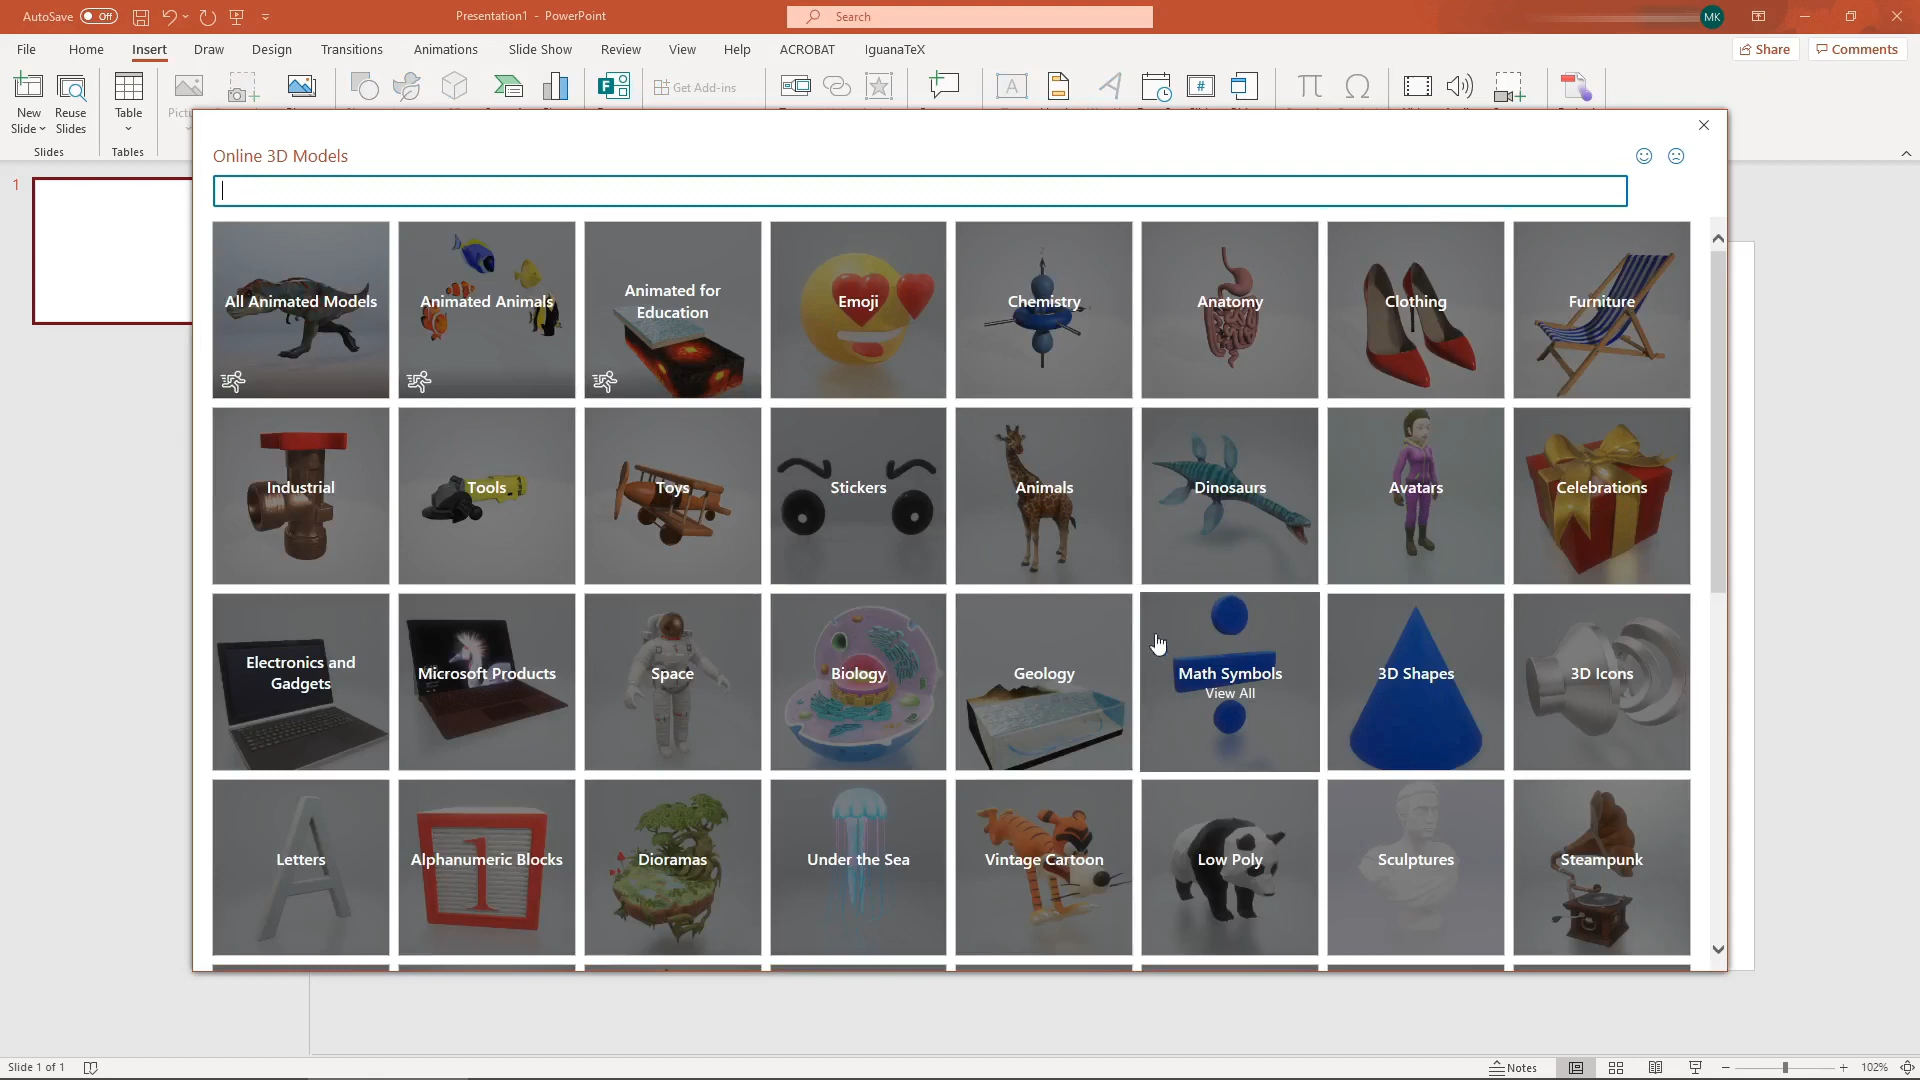 AutoSave Off
Presentation1 - PowerPoint
Search
MK
File Home Insert Draw Design Transitions Animations Slide Show Review View Help ACROBAT IguanaTeX
Share Comments
New Slide
Reuse Slides
Table
Get Add-ins
Slides
Tables
Online 3D Models
1
All Animated Models
Animated Animals
Animated for
Education
Emoji
Chemistry
Anatomy
Clothing
Furniture
Industrial
Tools
Toys
Stickers
Animals
Dinosaurs
Avatars
Celebrations
Electronics and
Gadgets
Microsoft Products
Space
Biology
Geology
Math Symbols
View All
3D Shapes
3D Icons
Letters
Alphanumeric Blocks
1
Dioramas
Under the Sea
Vintage Cartoon
Low Poly
Sculptures
Steampunk
Slide 1 of 1
Notes
102%